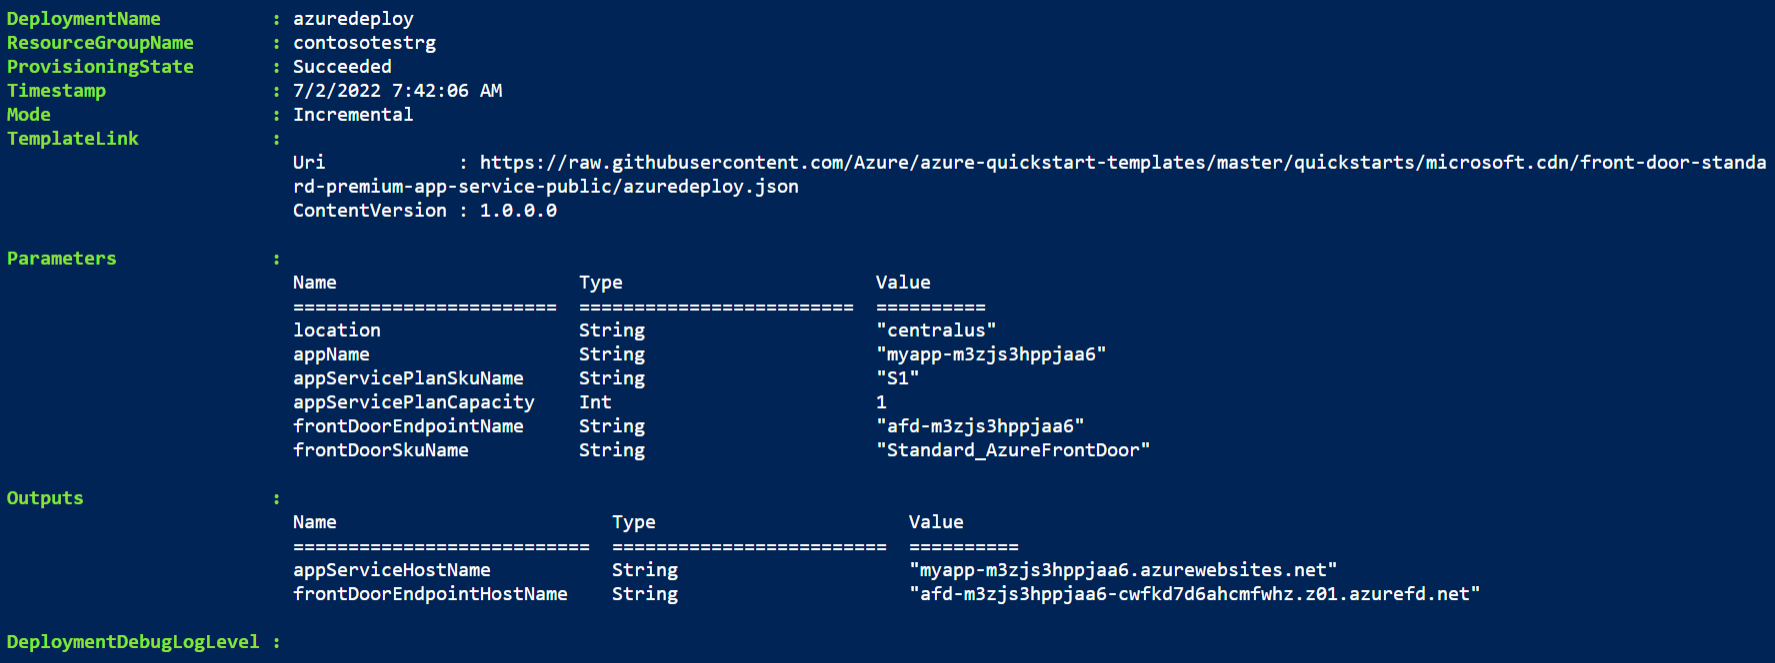 DeploymentName          : azuredeploy
ResourceGroupName       : contosotestrg
ProvisioningState       : Succeeded
Timestamp               : 7/2/2022 7:42:06 AM
Mode                    : Incremental
TemplateLink            :
                          Uri            : https://raw.githubusercontent.com/Azure/azure-quickstart-templates/master/quickstarts/microsoft.cdn/front-door-standa
                          rd-premium-app-service-public/azuredeploy.json
                          ContentVersion : 1.0.0.0
Parameters              :
                          Name                      Type                       Value
                          ========================  =========================  ==========
                          location                  String                     "centralus"
                          appName                   String                     "myapp-m3zjs3hppjaa6"
                          appServicePlanSkuName     String                     "S1"
                          appServicePlanCapacity    Int                        1
                          frontDoorEndpointName     String                     "afd-m3zjs3hppjaa6"
                          frontDoorSkuName          String                     "Standard_AzureFrontDoor"
Outputs                 :
                          Name                         Type                       Value
                          ===========================  =========================  ==========
                          appServiceHostName           String                     "myapp-m3zjs3hppjaa6.azurewebsites.net"
                          frontDoorEndpointHostName    String                     "afd-m3zjs3hppjaa6-cwfkd7d6ahcmfwhz.z01.azurefd.net"
DeploymentDebugLogLevel :